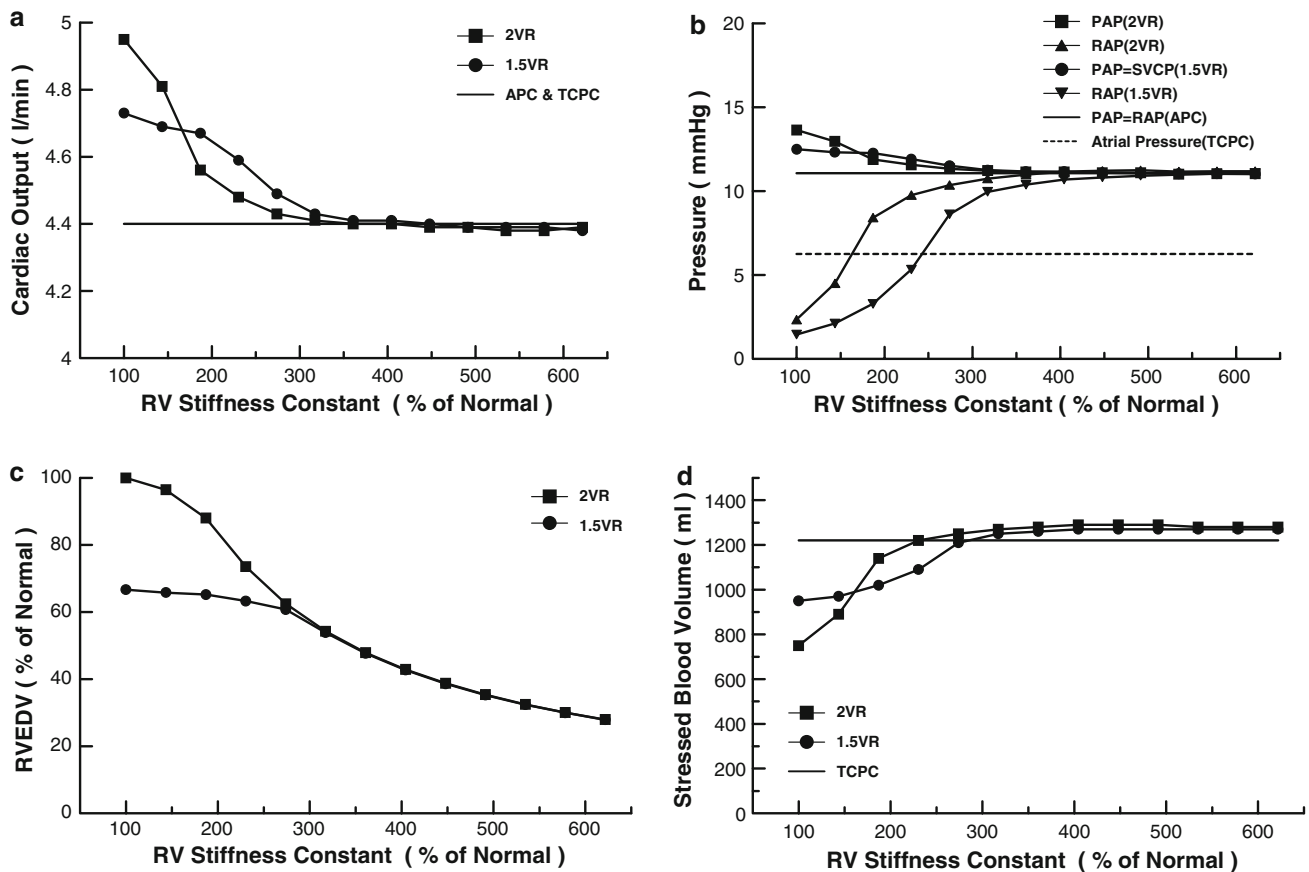 a
5
4.8
4.6
4.4
4.2
4
Cardiac Output ( l/min )
2VR
1.5VR
APC & TCPC
100 200 300 400 500 600
RV Stiffness Constant ( % of Normal )
b
20
15
10
5
0
Pressure ( mmHg )
PAP(2VR)
RAP(2VR)
PAP=SVCP(1.5VR)
RAP(1.5VR)
PAP=RAP(APC)
Atrial Pressure(TCPC)
100 200 300 400 500 600
RV Stiffness Constant ( % of Normal )
c
100
80
60
40
20
0
RVEDV ( % of Normal )
2VR
1.5VR
100 200 300 400 500 600
RV Stiffness Constant ( % of Normal )
d
1400
1200
1000
800
600
400
200
0
Stressed Blood Volume ( ml )
2VR
1.5VR
TCPC
100 200 300 400 500 600
RV Stiffness Constant ( % of Normal )